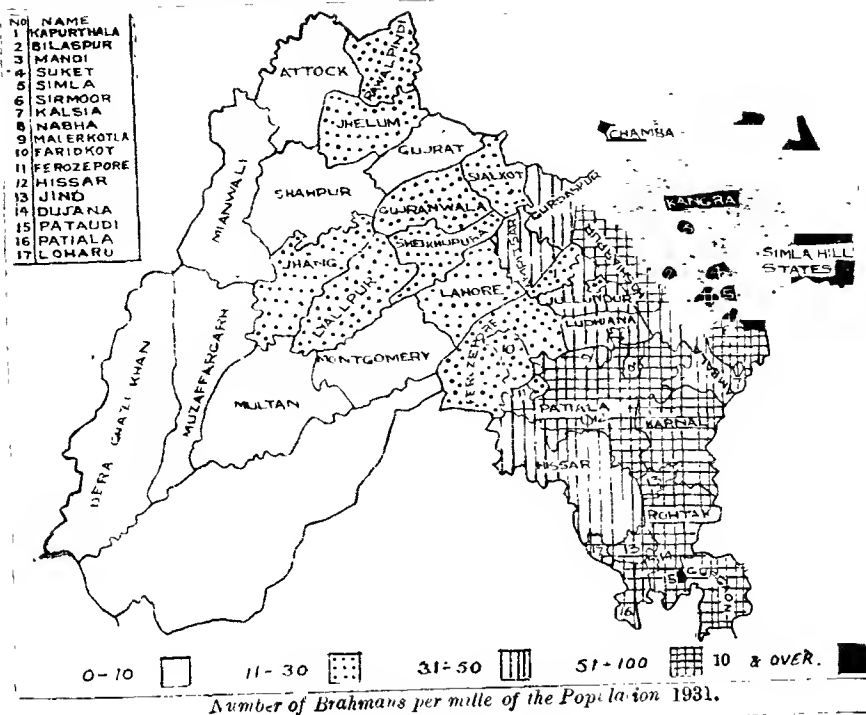 No NAME
1 KAPURTHALA
2 BILASPUR
3 MANDI
4 SUKET
5 SIMLA
6 SIRMOOR
7 KALSIA
8 NABHA
9 MALERKOTLA
10 FARIDKOT
11 FEROZEPORE
12 HISSAR
13 JIND
14 DUJANA
15 PATAUDI
16 PATIALA
17 LOHARU
ATTOCK
RAWALPINDI
JHELUM
CHAMBA
GUJRAT
SIALKOT
MIANWALI
SHAHPUR
GURDASPUR
GUJRANWALA
KANGRA
SHEIKHUPURA
AMRITSAR
JHANG
SIMLA HILL
STATES
LYALLPUR
LAHORE
JULLUNDUR
LUDHIANA
MONTGOMERY
FEROZEPORE
DERA GHAZI KHAN
MUZAFFARGARH
MULTAN
PATIALA
KARNAL
HISSAR
ROHTAK
0-10 11-30 31-50 51-100 10 & OVER.
Number of Brahmans per mille of the Population 1931.